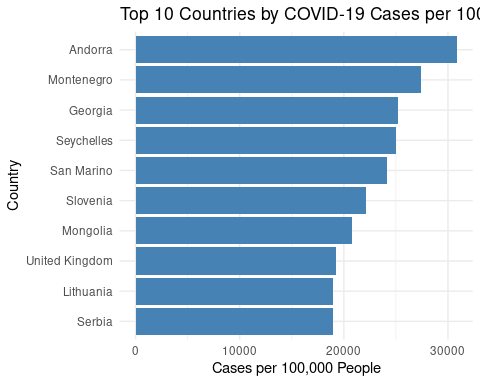 Top 10 Countries by COVID-19 Cases per 100
Andorra
Montenegro
Georgia
Seychelles
San Marino
Slovenia
Mongolia
United Kingdom
Lithuania
Serbia
Country
0 10000 20000 30000
Cases per 100,000 People